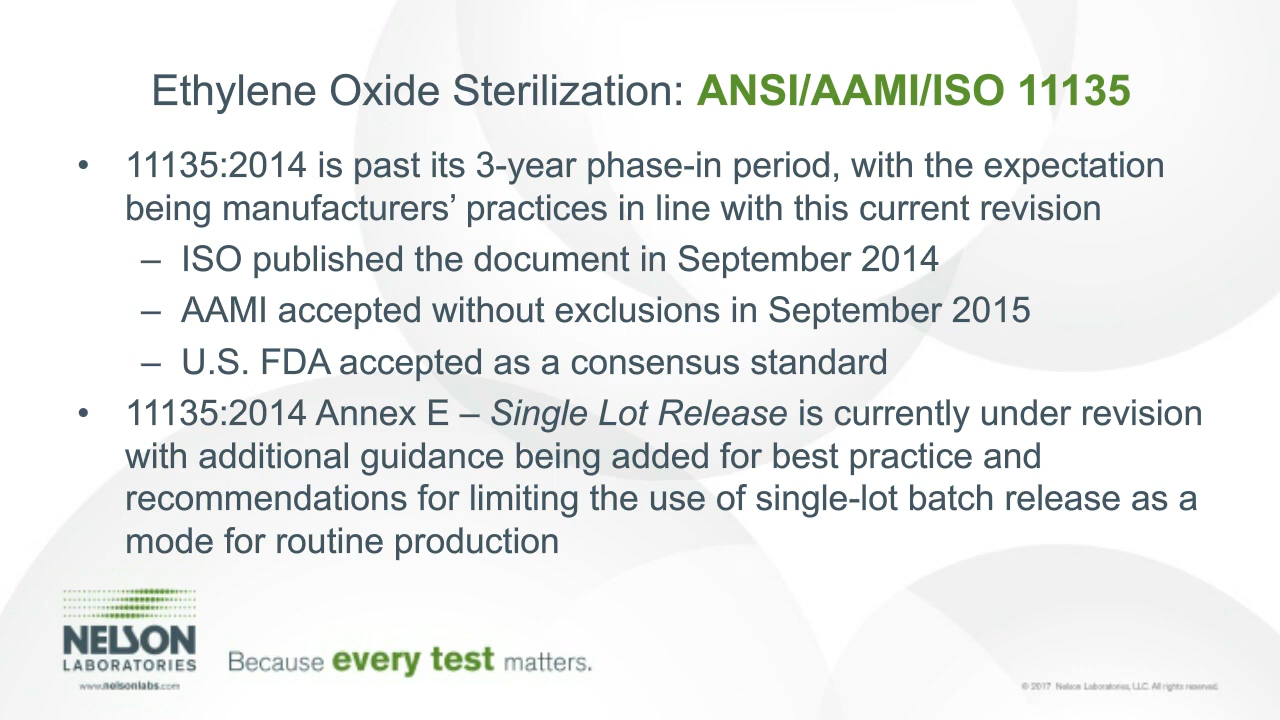 Ethylene Oxide Sterilization: ANSI/AAMI/ISO 11135
• 11135:2014 is past its 3-year phase-in period, with the expectation
being manufacturers’ practices in line with this current revision
– ISO published the document in September 2014
– AAMI accepted without exclusions in September 2015
– U.S. FDA accepted as a consensus standard
• 11135:2014 Annex E – Single Lot Release is currently under revision
with additional guidance being added for best practice and
recommendations for limiting the use of single-lot batch release as a
mode for routine production
NELSON
LABORATORIES
www.nelsonlabs.com
Because every test matters.
© 2017 Nelson Laboratories, LLC. All rights reserved.